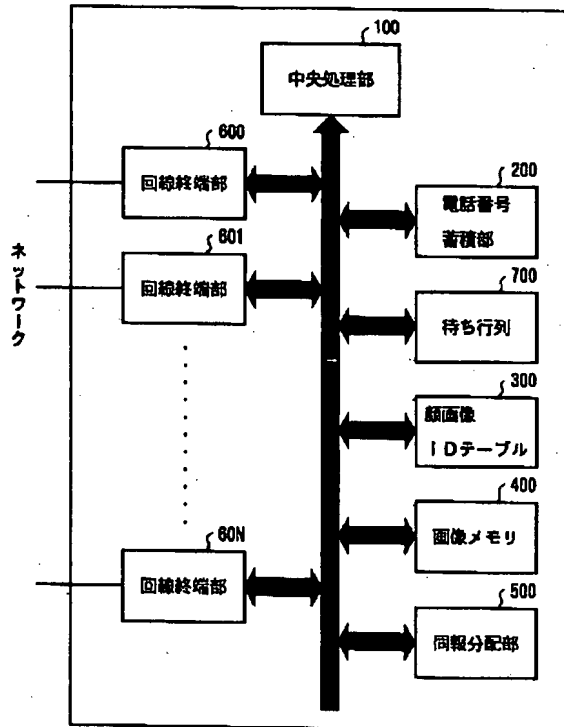 100
中央処理部
600
回線終端部
200
電話番号
蓄積部
601
回線終端部
700
待ち行列
ネットワーク
300
顔画像
IDテーブル
400
画像メモリ
60N
回線終端部
500
同報分配部